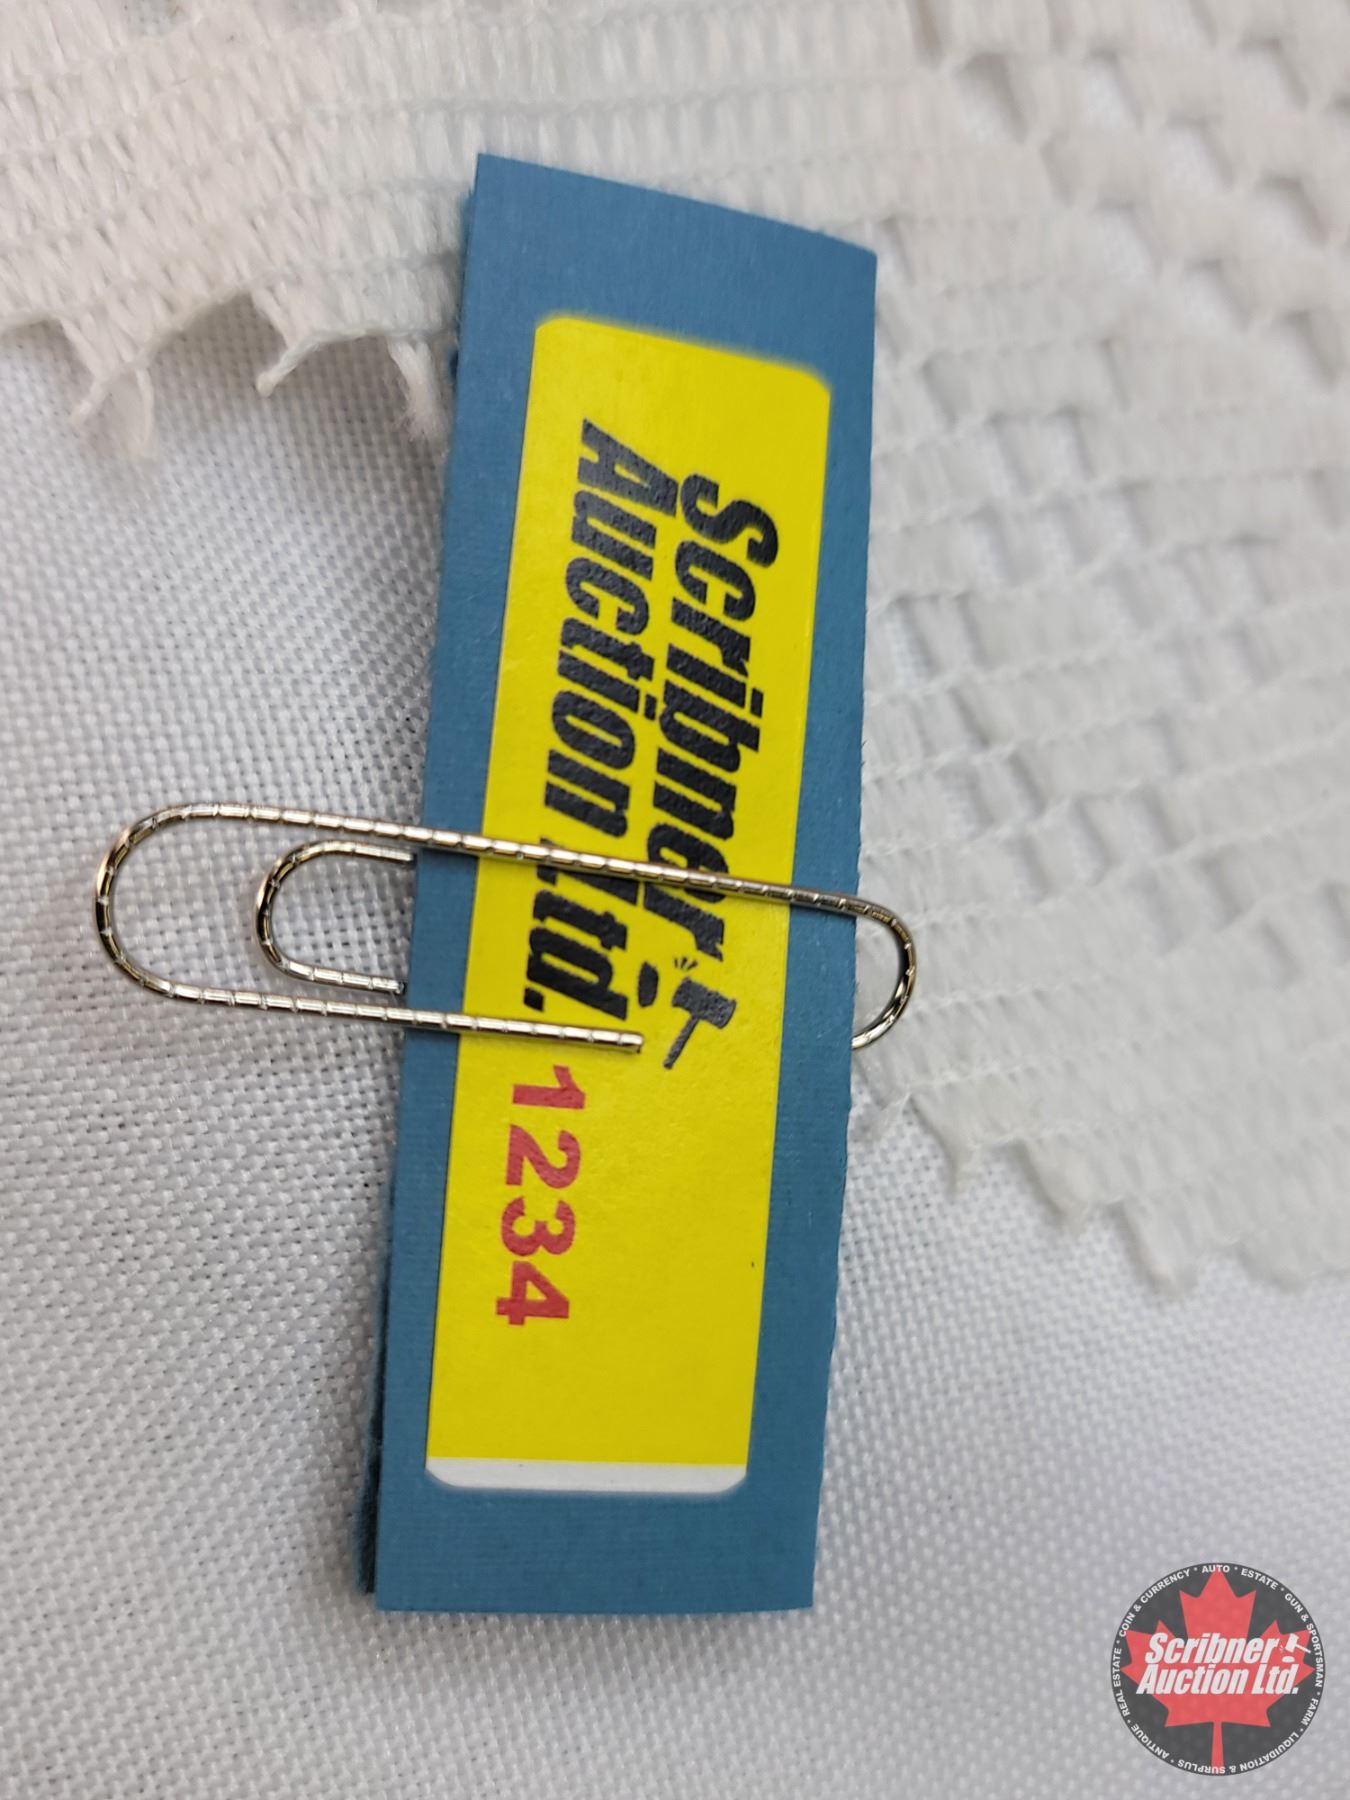 Scribner
Auction Ltd.
1234
COIN & CURRENCY * AUTO * ESTATE * GUN & SPORTSMAN * FARM * LIQUIDATION & SURPLUS * ANTIQUE * REAL ESTATE *
Scribner
Auction Ltd.